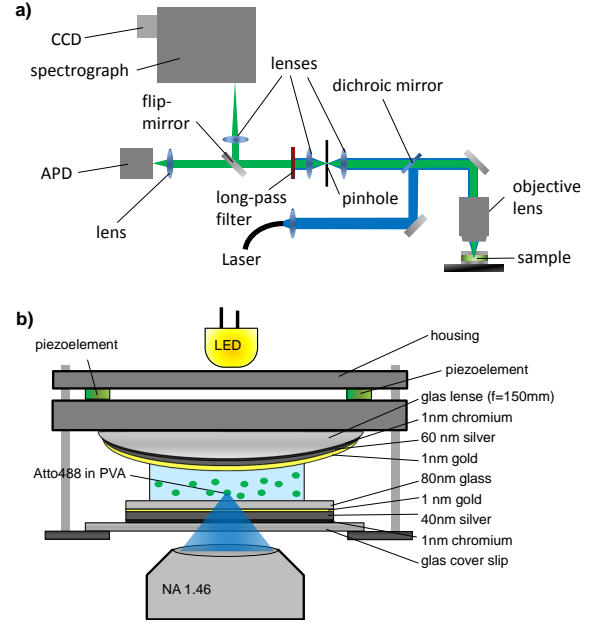 a)
CCD
spectrograph
lenses
flip-
mirror
dichroic mirror
APD
lens
long-pass
filter
pinhole
Laser
objective
lens
sample
b)
LED
piezoelement
housing
piezoelement
glas lense (f=150mm)
1nm chromium
60 nm silver
1nm gold
Atto488 in PVA
80nm glass
1 nm gold
40nm silver
1nm chromium
glas cover slip
NA 1.46